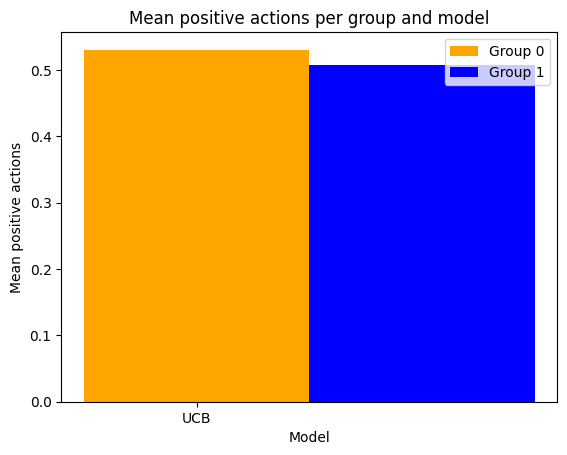 Mean positive actions per group and model
Group 0
Group 1
Mean positive actions
0.5
0.4
0.3
0.2
0.1
0.0
UCB
Model